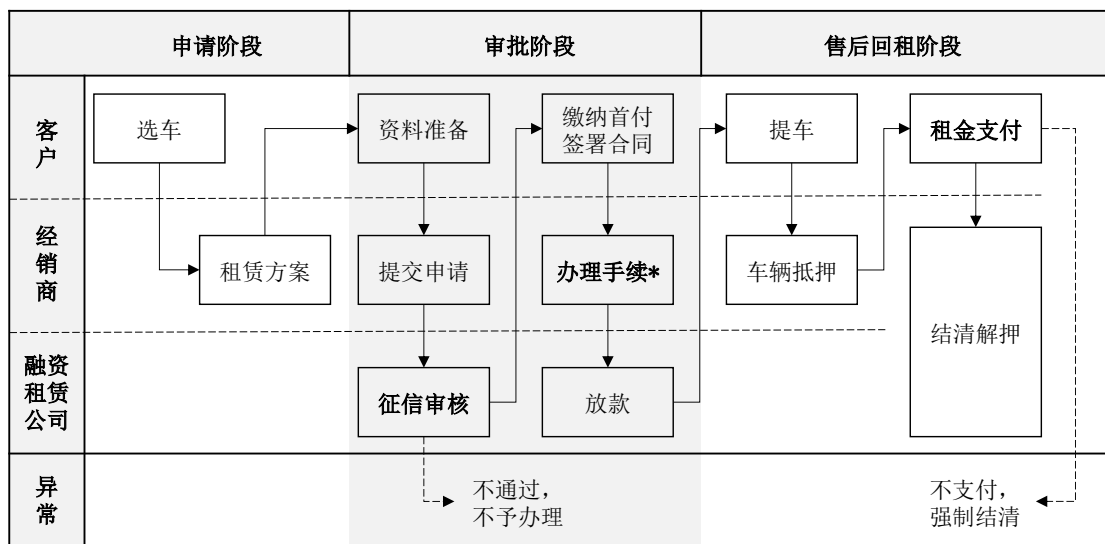 申请阶段
审批阶段
售后回租阶段
客
户
选车
资料准备
缴纳首付
签署合同
提车
租金支付
经
销
商
租赁方案
提交申请
办理手续*
车辆抵押
结清解押
融资
租赁
公司
征信审核
放款
异
常
不通过，
不予办理
不支付，
强制结清